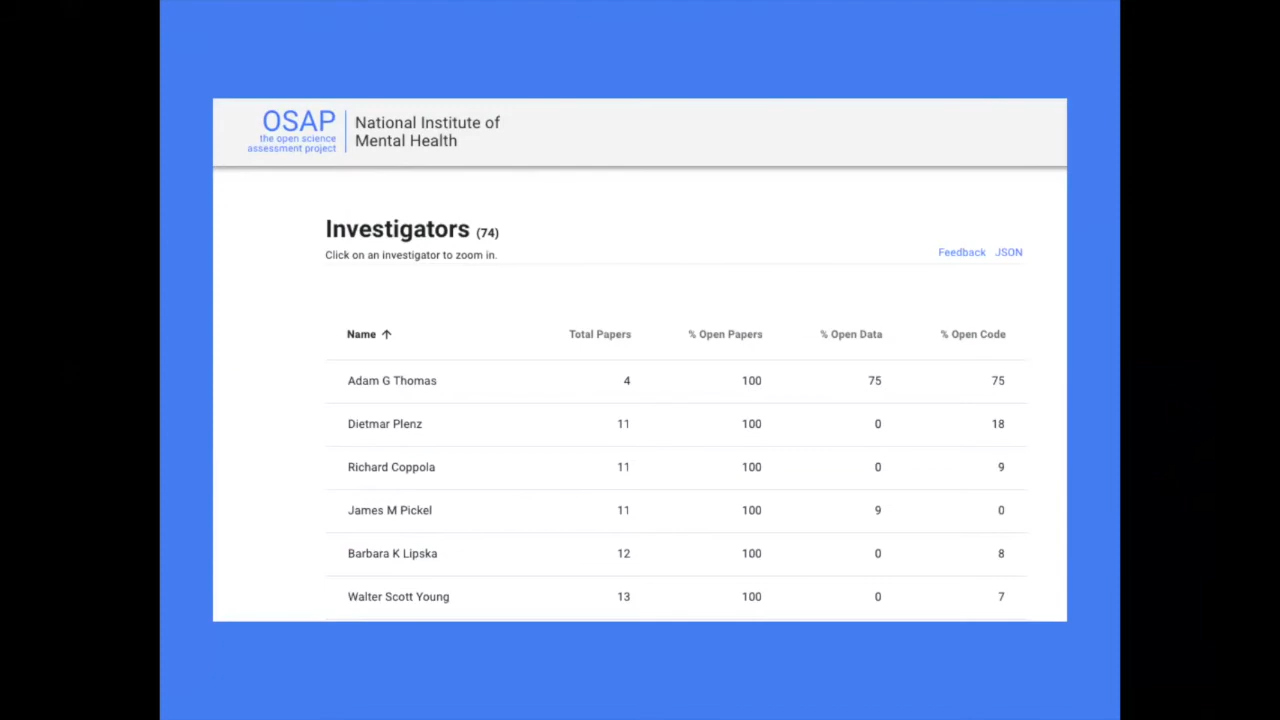 OSAP
the open science
assessment project
National Institute of
Mental Health
Investigators (74)
Click on an investigator to zoom in.
Feedback JSON
Name ↑ Total Papers % Open Papers % Open Data % Open Code
Adam G Thomas 4 100 75 75
Dietmar Plenz 11 100 0 18
Richard Coppola 11 100 0 9
James M Pickel 11 100 9 0
Barbara K Lipska 12 100 0 8
Walter Scott Young 13 100 0 7